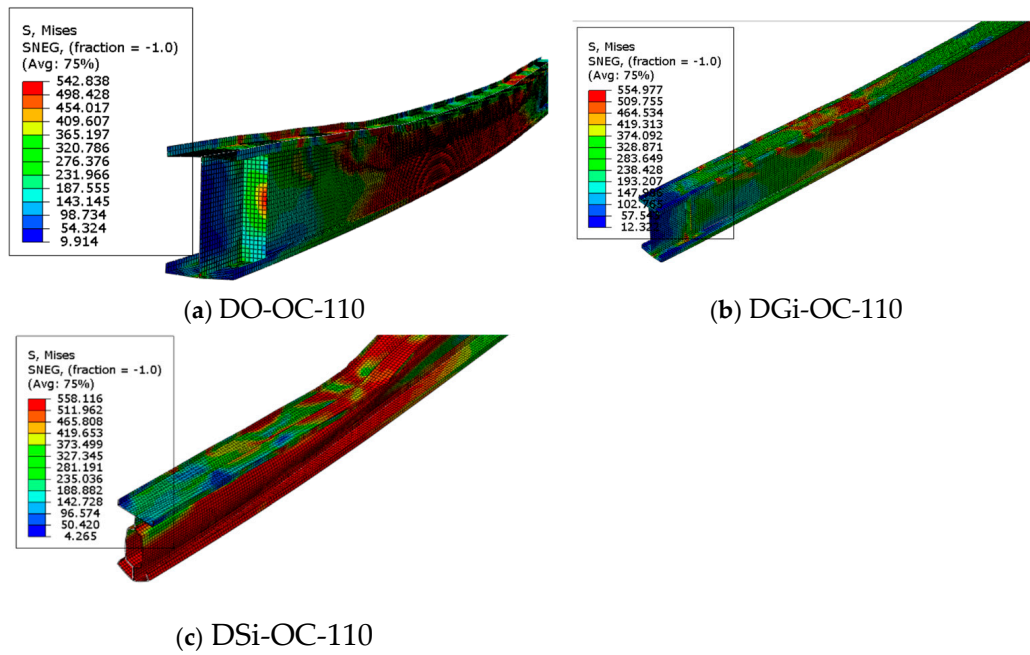 S, Mises
SNEG, (fraction = -1.0)
(Avg: 75%)
542.838
498.428
454.017
409.607
365.197
320.786
276.376
231.966
187.555
143.145
98.734
54.324
9.914
(a) DO-OC-110
S, Mises
SNEG, (fraction = -1.0)
(Avg: 75%)
554.977
509.755
464.534
419.313
374.092
328.871
283.649
238.428
193.207
(b) DGi-OC-110
S, Mises
SNEG, (fraction = -1.0)
(Avg: 75%)
558.116
511.962
465.808
419.653
373.499
327.345
281.191
235.036
188.882
142.728
96.574
50.420
4.265
(c) DSi-OC-110